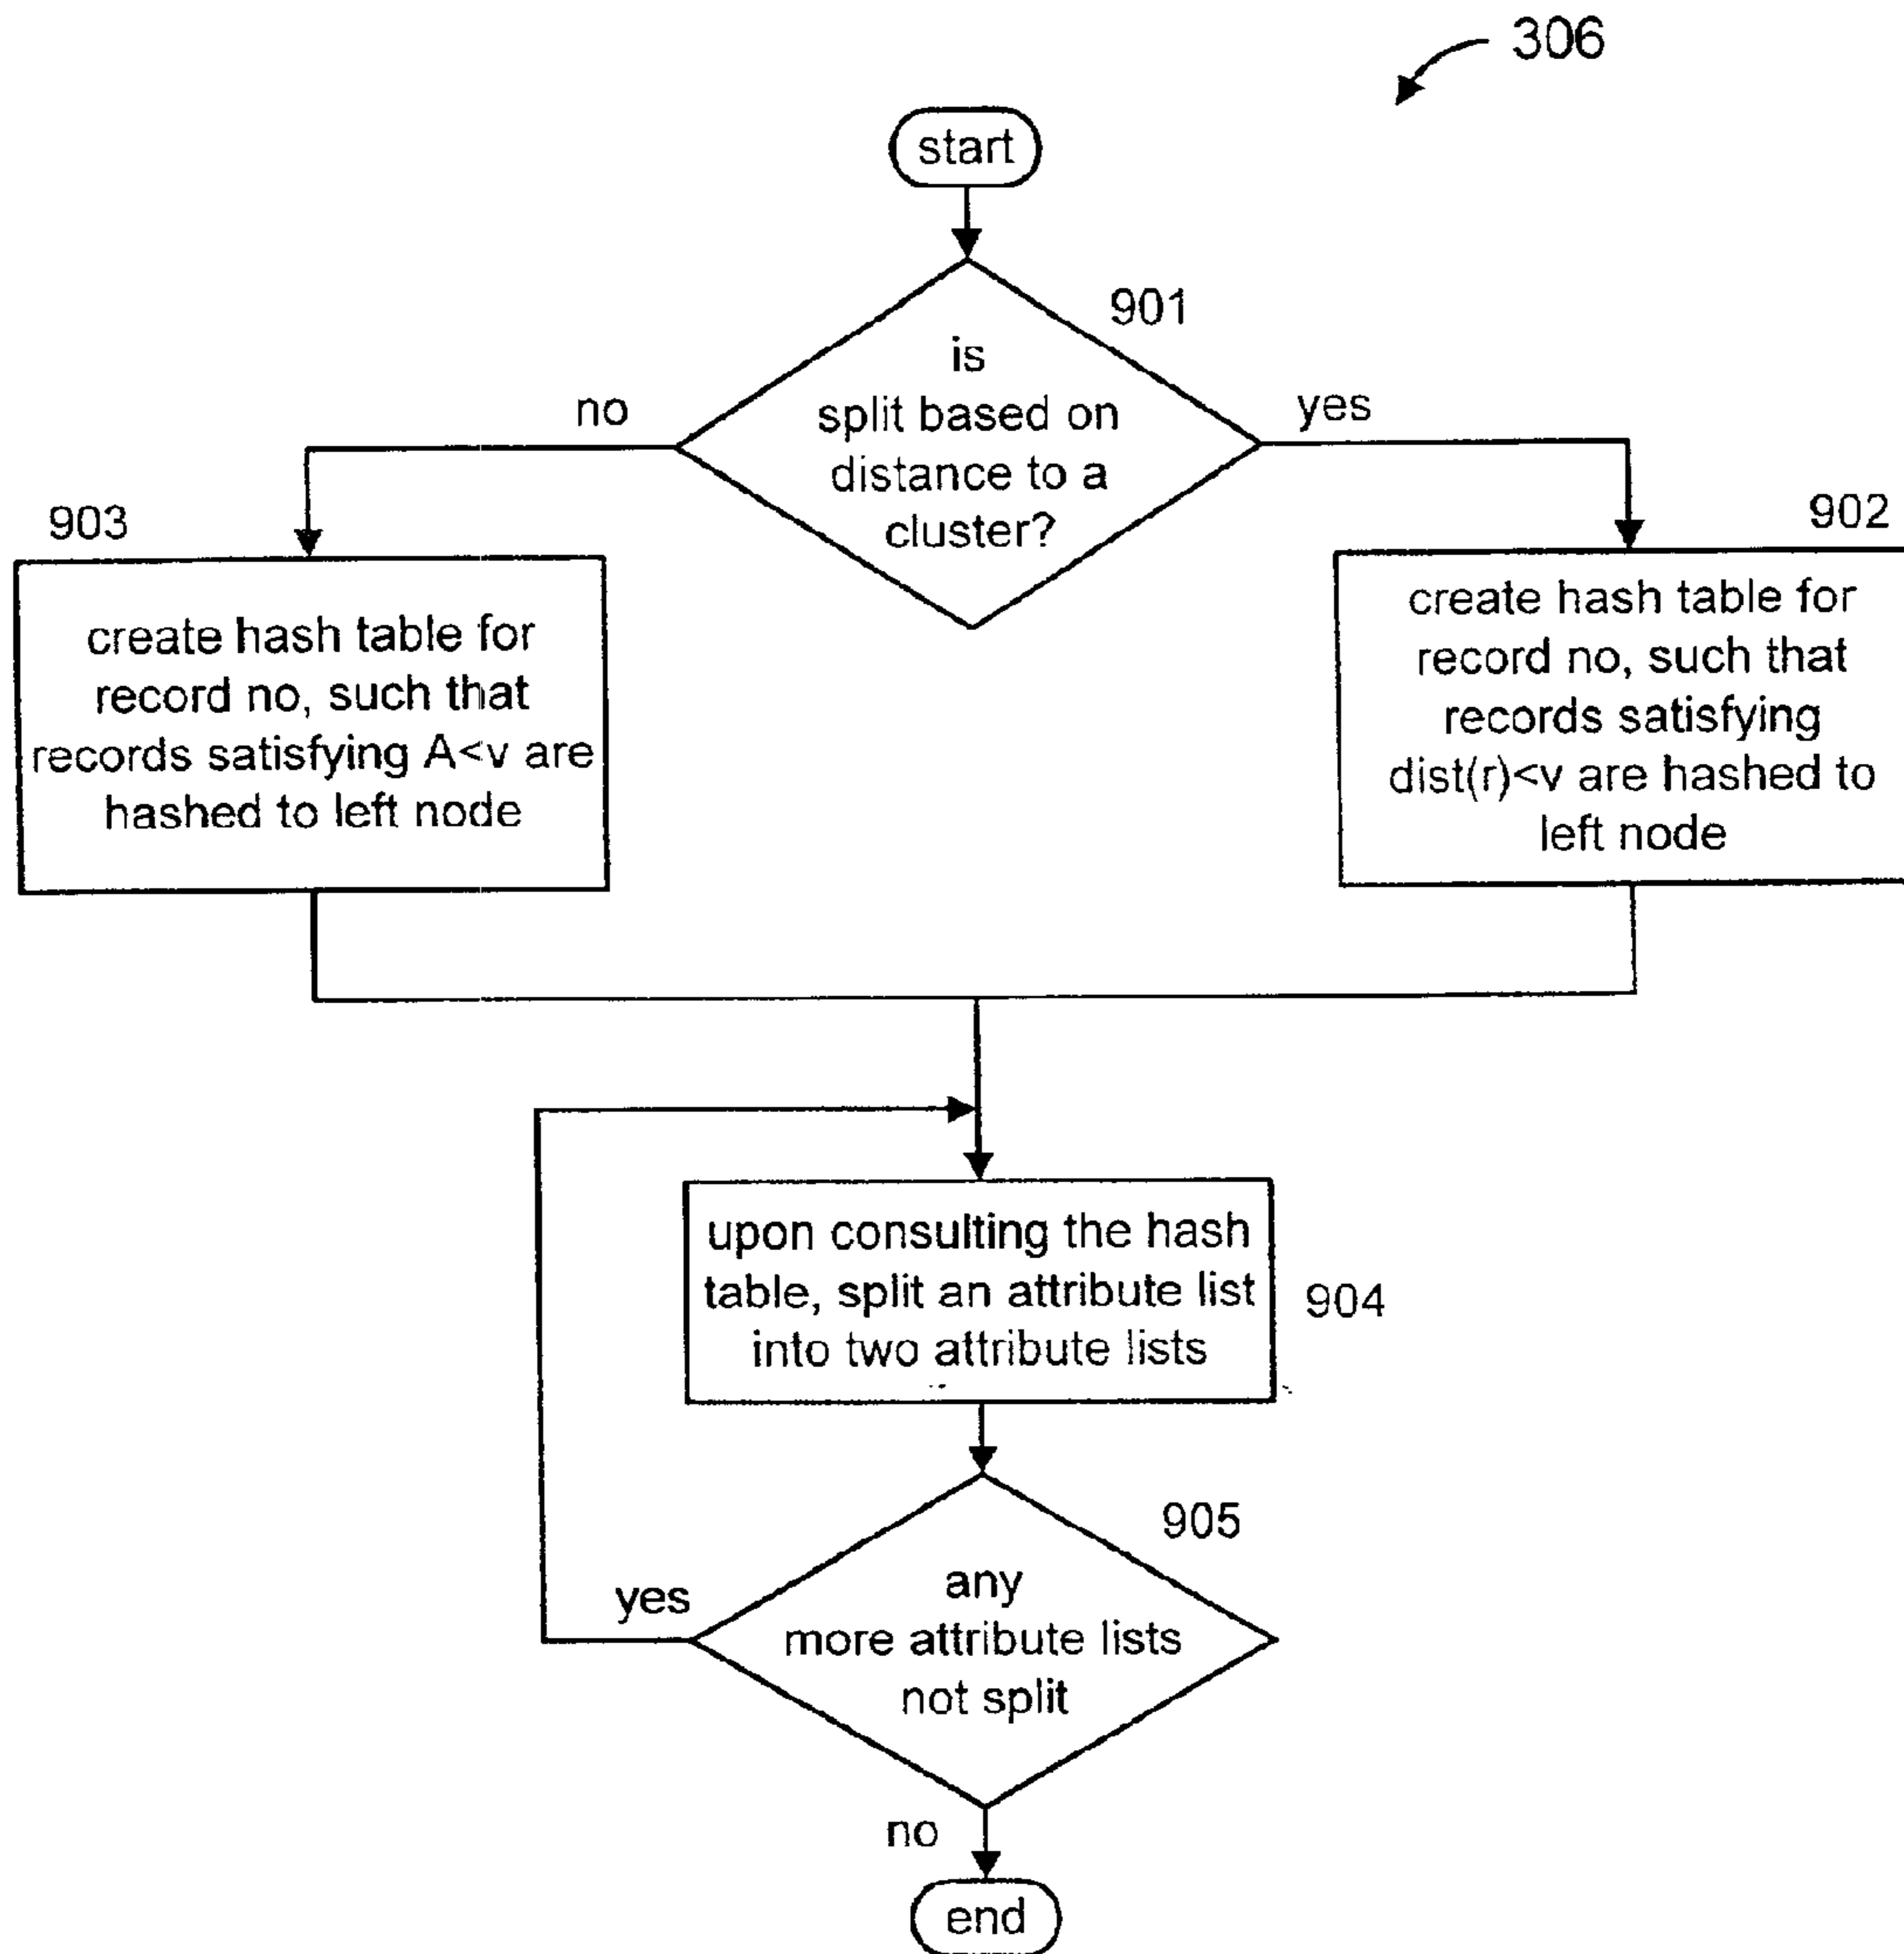 306
start
901
is
split based on
distance to a
cluster?
no
yes
903
create hash table for
record no, such that
records satisfying A<v are
hashed to left node
902
create hash table for
record no, such that
records satisfying
dist(r)<v are hashed to
left node
upon consulting the hash
table, split an attribute list
into two attribute lists
904
905
any
more attribute lists
not split
yes
no
end